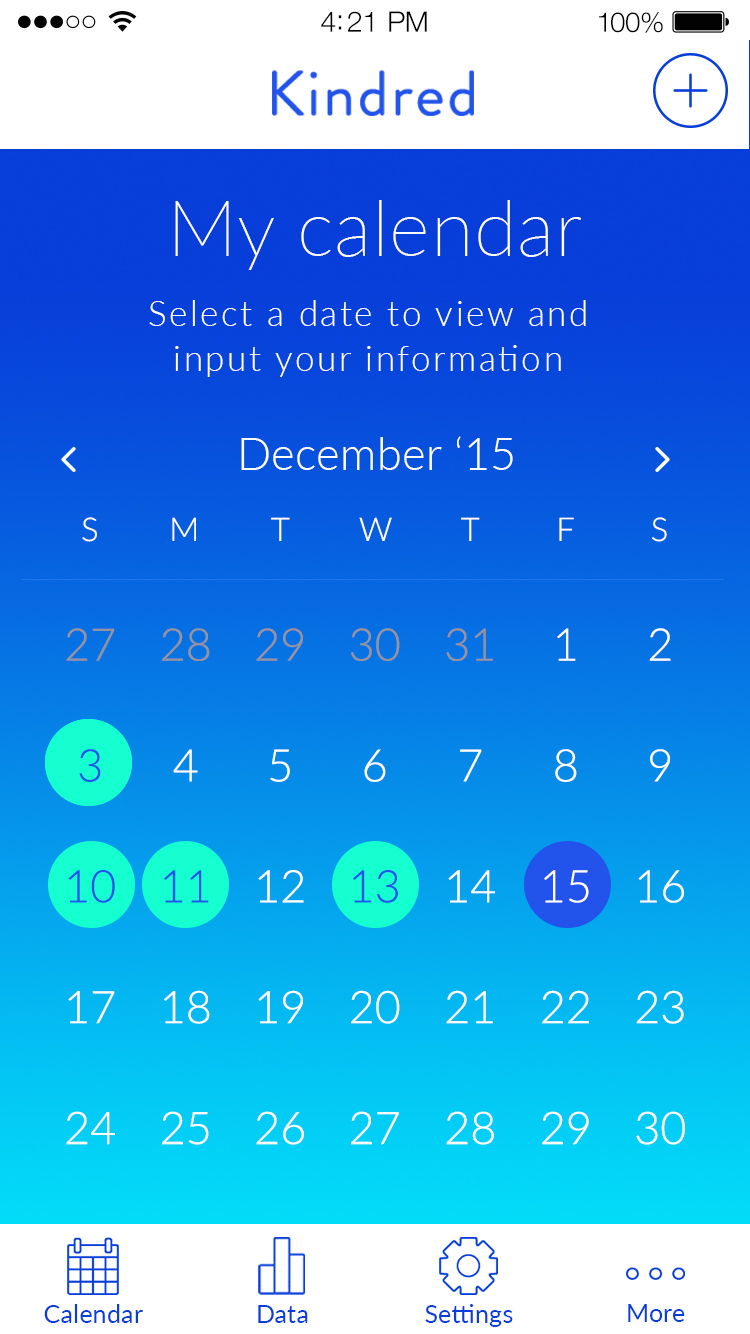 4:21 PM 100%
Kindred
My calendar
Select a date to view and
input your information
December ‘15
S M T W T F S
27 28 29 30 31 1 2
3 4 5 6 7 8 9
10 11 12 13 14 15 16
17 18 19 20 21 22 23
24 25 26 27 28 29 30
Calendar Data Settings More